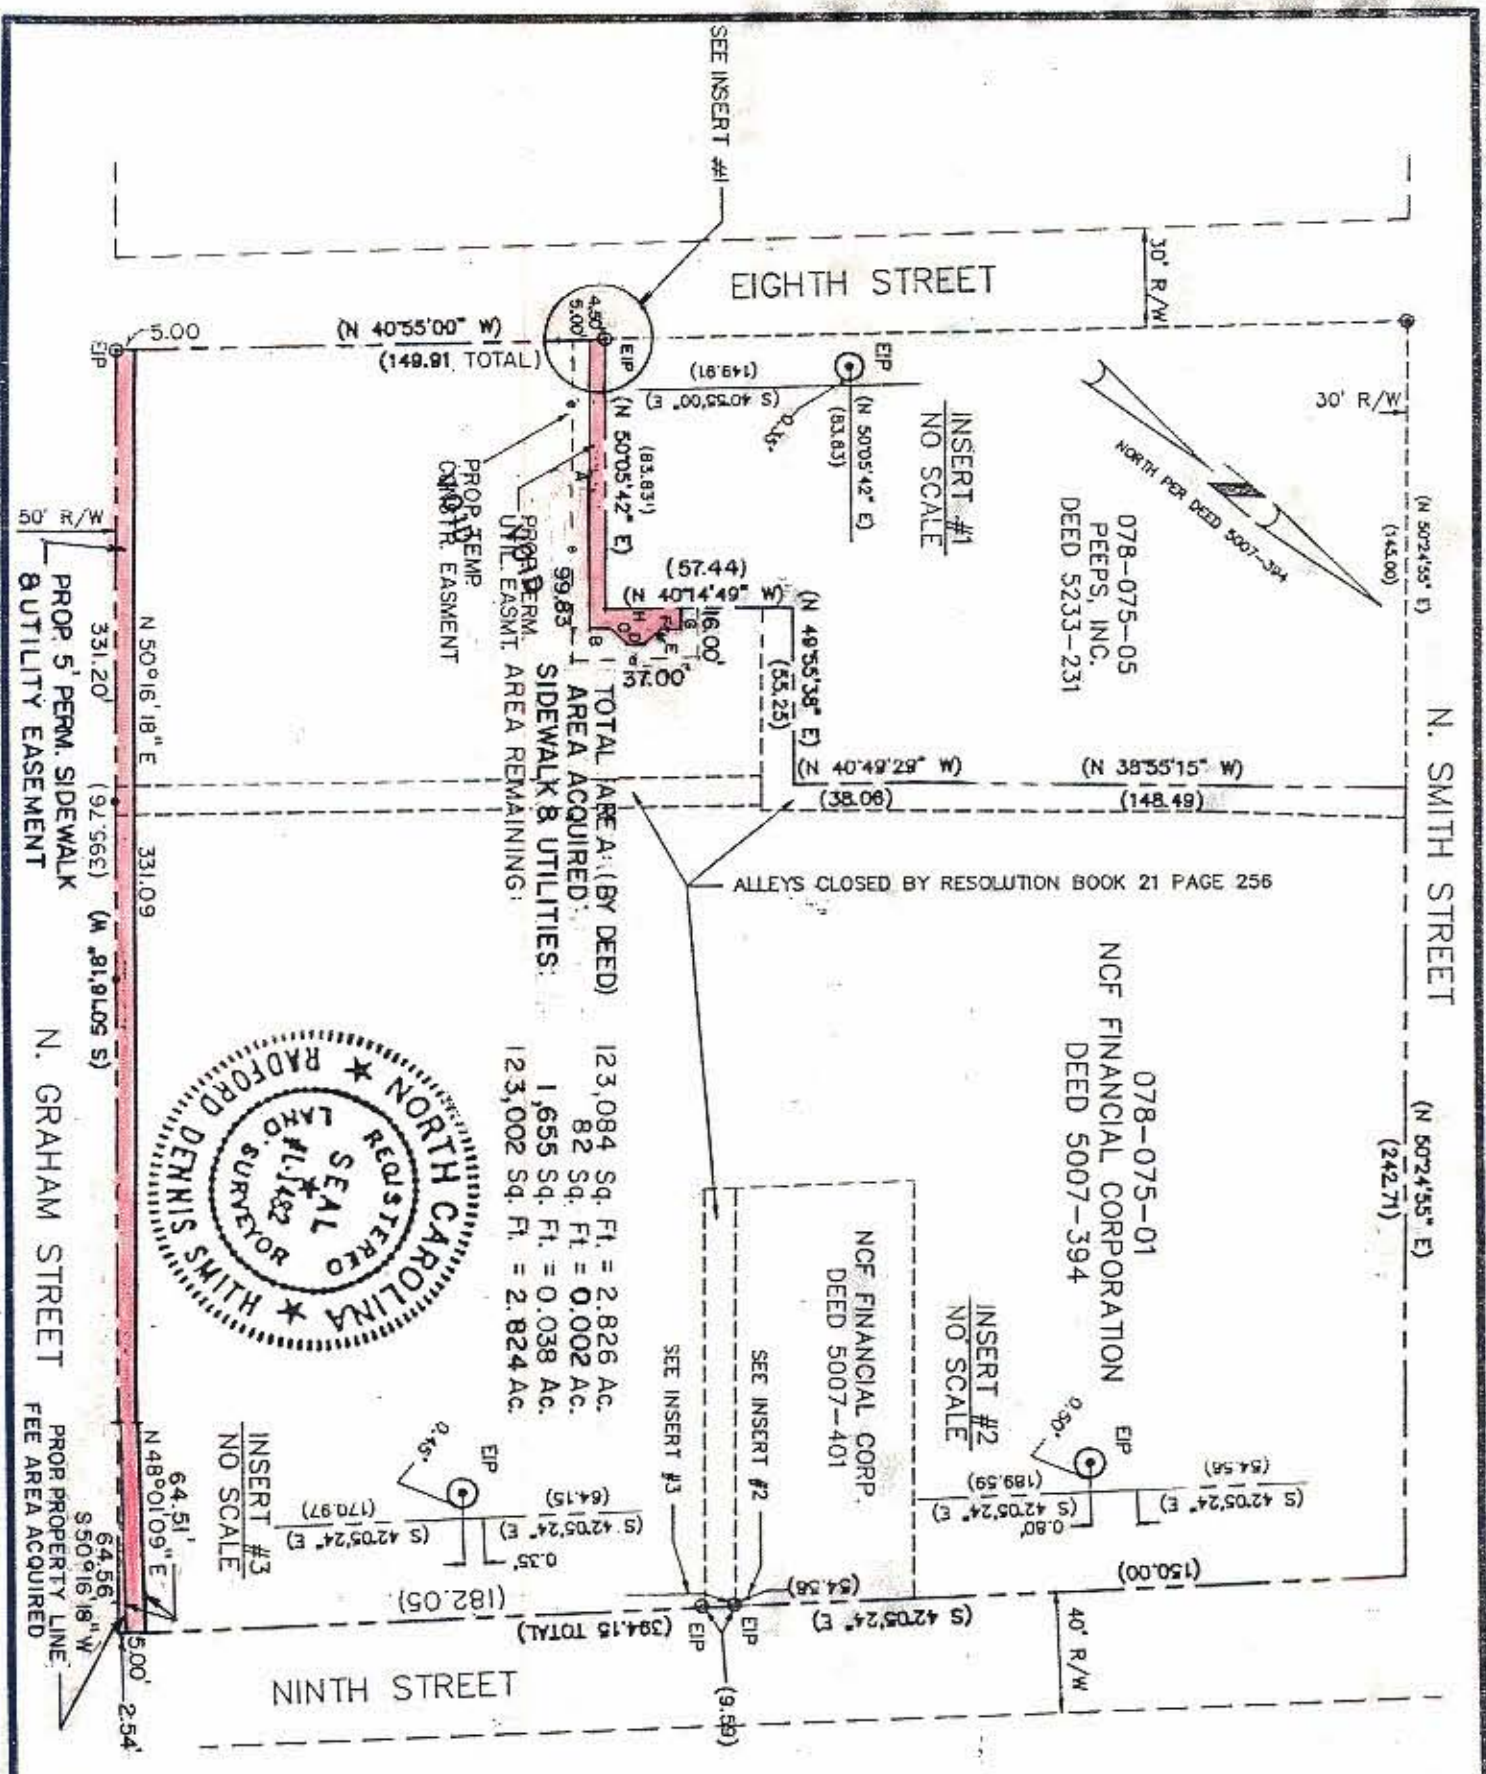 SEE INSERT #1
EIGHTH STREET
30' R/W
30' R/W
N. SMITH STREET
(N 50°24'55" E)
(145.00)
(N 50°24'55" E)
(242.71)
NORTH PER DEED 5007-394
078-075-05
PEEPS, INC.
DEED 5233-231
INSERT #1
NO SCALE
EIP
(N 50°05'42" E)
(83.83)
(S 40°55'00" E)
(149.91)
5.00
(N 40°55'00" W)
(149.91 TOTAL)
4.50'
5.00'
EIP
(N 50°05'42" E)
(83.83')
A
99.83
PROP. TEMP.
CONSTR. EASMENT
VOID
PROP. PERM.
UTIL. EASMT.
VOID
(57.44)
(N 40°14'49" W)
16.00'
37.00'
B
C
D
E
F
G
H
(N 49°55'38" E)
(55.25)
(N 40°49'29" W)
(38.06)
(N 38°55'15" W)
(148.49)
ALLEYS CLOSED BY RESOLUTION BOOK 21 PAGE 256
078-075-01
NCF FINANCIAL CORPORATION
DEED 5007-394
TOTAL AREA: (BY DEED) 123,084 Sq. Ft. = 2.826 Ac.
AREA ACQUIRED: 82 Sq. Ft. = 0.002 Ac.
SIDEWALK & UTILITIES: 1,655 Sq. Ft. = 0.038 Ac.
AREA REMAINING: 123,002 Sq. Ft. = 2.824 Ac.
NCF FINANCIAL CORP.
DEED 5007-401
INSERT #2
NO SCALE
EIP
0.50'
(54.56)
(S 42°05'24" E)
(189.59)
(S 42°05'24" E)
0.80'
SEE INSERT #2
SEE INSERT #3
INSERT #3
NO SCALE
EIP
0.45'
(64.15)
(S 42°05'24" E)
(170.97)
(S 42°05'24" E)
0.35'
(182.05)
(394.15 TOTAL)
EIP
EIP
(54.56)
(S 42°05'24" E)
(150.00)
(9.59)
40' R/W
NINTH STREET
NORTH CAROLINA
RADFORD DENNIS SMITH
REGISTERED
LAND SURVEYOR
SEAL
#L-1482
EIP
50' R/W
PROP. 5' PERM. SIDEWALK
& UTILITY EASEMENT
N 50°16'18" E
331.09
331.20'
(395.76)
(S 50°16'18" W)
N. GRAHAM STREET
64.51'
N 48°01'09" E
64.56
S 50°16'18" W
PROP. PROPERTY LINE
FEE AREA ACQUIRED
5.00'
2.54'